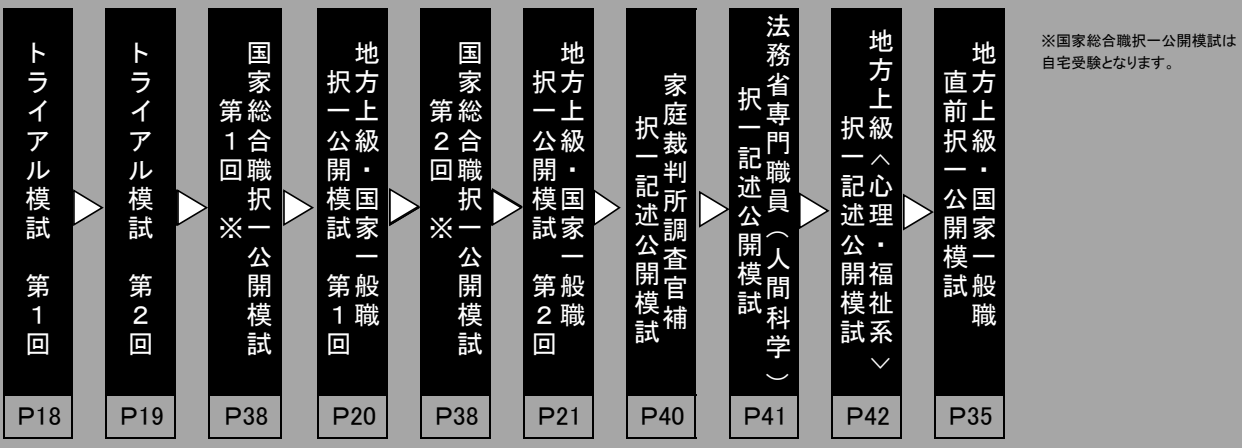 トライアル模試　第１回
P18
トライアル模試　第２回
P19
国家総合職択一公開模試
第１回　※
P38
地方上級・国家一般職
択一公開模試　第１回
P20
国家総合職択一公開模試
第２回　※
P38
地方上級・国家一般職
択一公開模試　第２回
P21
家庭裁判所調査官補
択一記述公開模試
P40
法務省専門職員（人間科学）
択一記述公開模試
P41
地方上級＜心理・福祉系＞
択一記述公開模試
P42
地方上級・国家一般職
直前択一公開模試
P35
※国家総合職択一公開模試は
自宅受験となります。